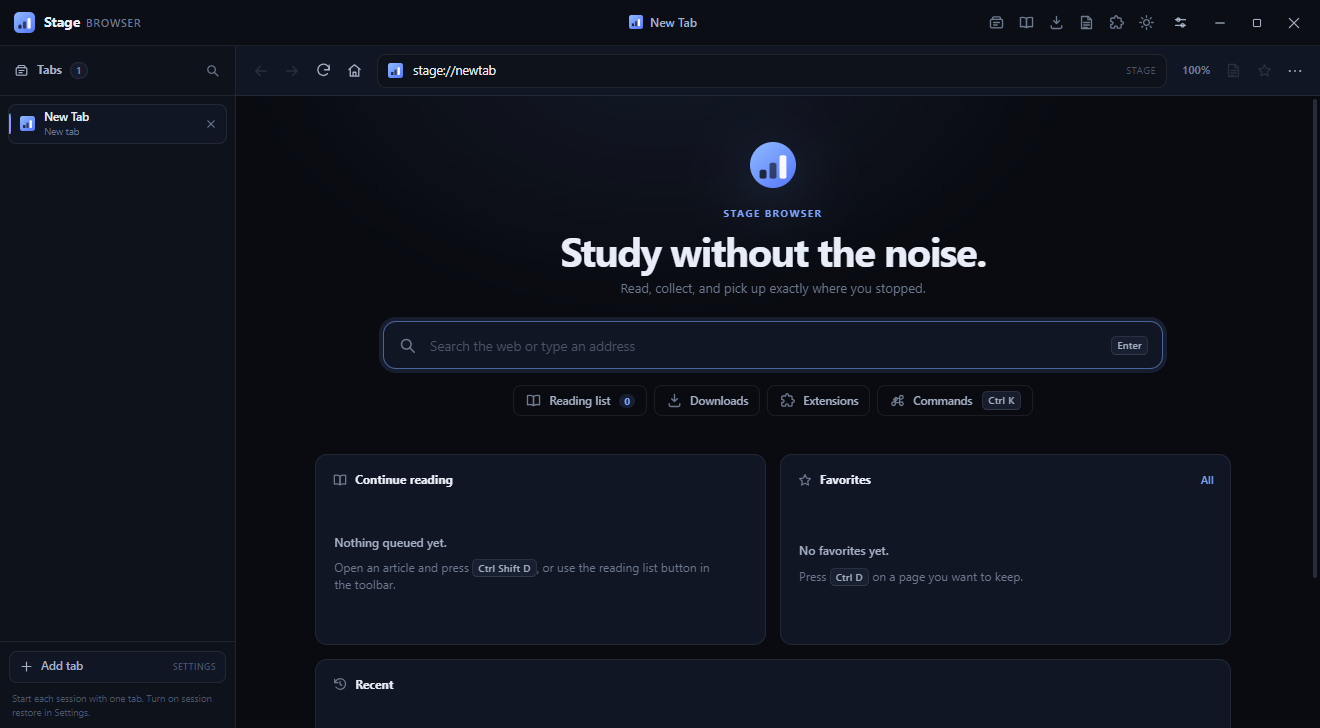 Stage BROWSER
New Tab
Tabs 1
stage://newtab
STAGE
100%
New Tab
New tab
STAGE BROWSER
Study without the noise.
Read, collect, and pick up exactly where you stopped.
Search the web or type an address
Enter
Reading list 0
Downloads
Extensions
Commands Ctrl K
Continue reading
Nothing queued yet.
Open an article and press Ctrl Shift D, or use the reading list button in
the toolbar.
Favorites
All
No favorites yet.
Press Ctrl D on a page you want to keep.
Recent
Add tab
SETTINGS
Start each session with one tab. Turn on session
restore in Settings.